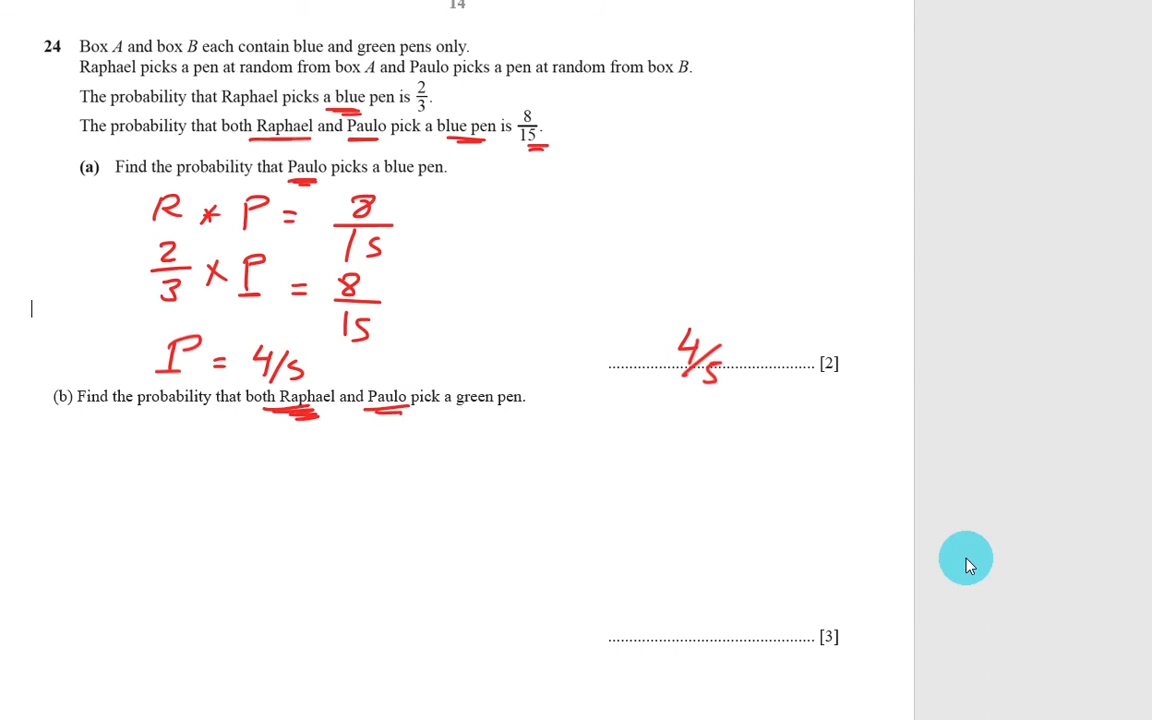 14
24 Box A and box B each contain blue and green pens only.
Raphael picks a pen at random from box A and Paulo picks a pen at random from box B.
The probability that Raphael picks a blue pen is 2/3.
The probability that both Raphael and Paulo pick a blue pen is 8/15.
(a) Find the probability that Paulo picks a blue pen.
R * P = 8/15
2/3 × P = 8/15
P = 4/5
4/5 [2]
(b) Find the probability that both Raphael and Paulo pick a green pen.
[3]